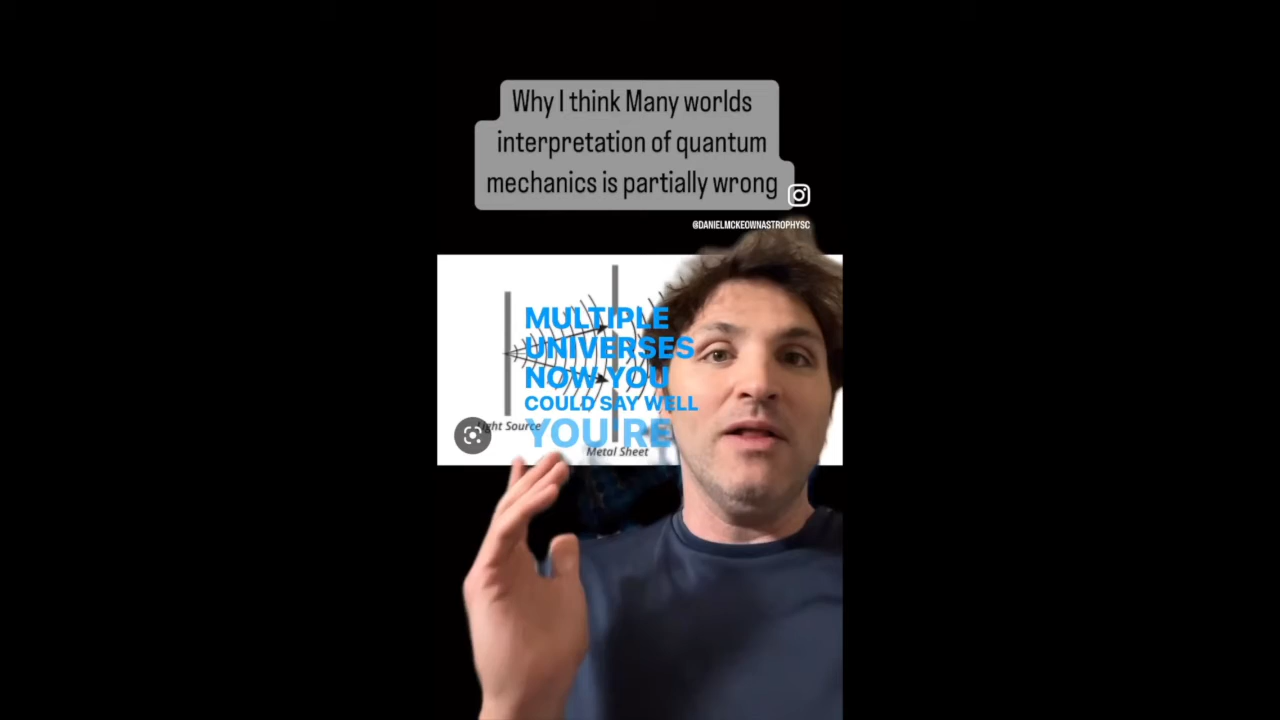 Why I think Many worlds
interpretation of quantum
mechanics is partially wrong
@DANIELMCKEOWNASTROPHYSC
MULTIPLE
UNIVERSES
NOW YOU
COULD SAY WELL
YOU'RE
Light Source
Metal Sheet